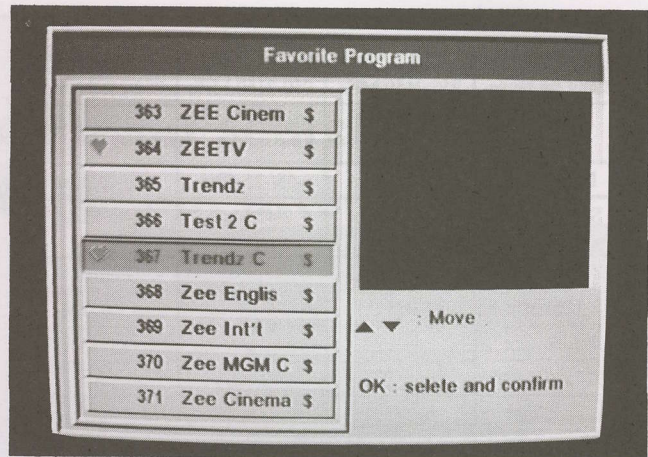 Favorite Program
363 ZEE Cinem $
364 ZEETV $
365 Trendz $
366 Test 2 C $
367 Trendz C $
368 Zee Englis $
369 Zee Int't $
370 Zee MGM C $
371 Zee Cinema $
▲ ▼ : Move
OK : selete and confirm